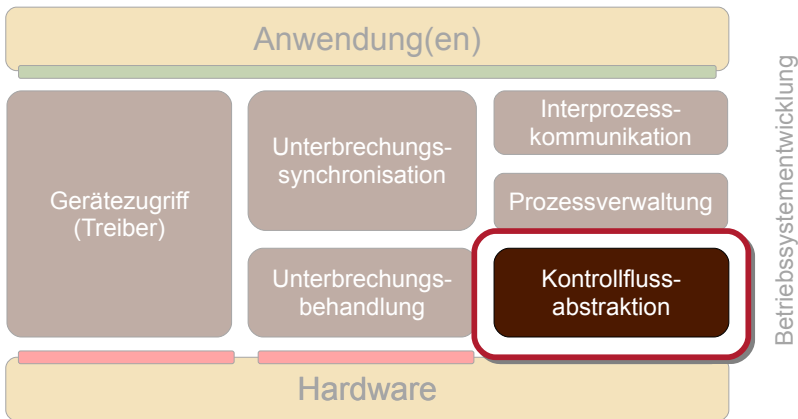 Anwendung(en)
Gerätezugriff
(Treiber)
Unterbrechungs-
synchronisation
Interprozess-
kommunikation
Prozessverwaltung
Unterbrechungs-
behandlung
Kontrollfluss-
abstraktion
Hardware
Betriebssystementwicklung